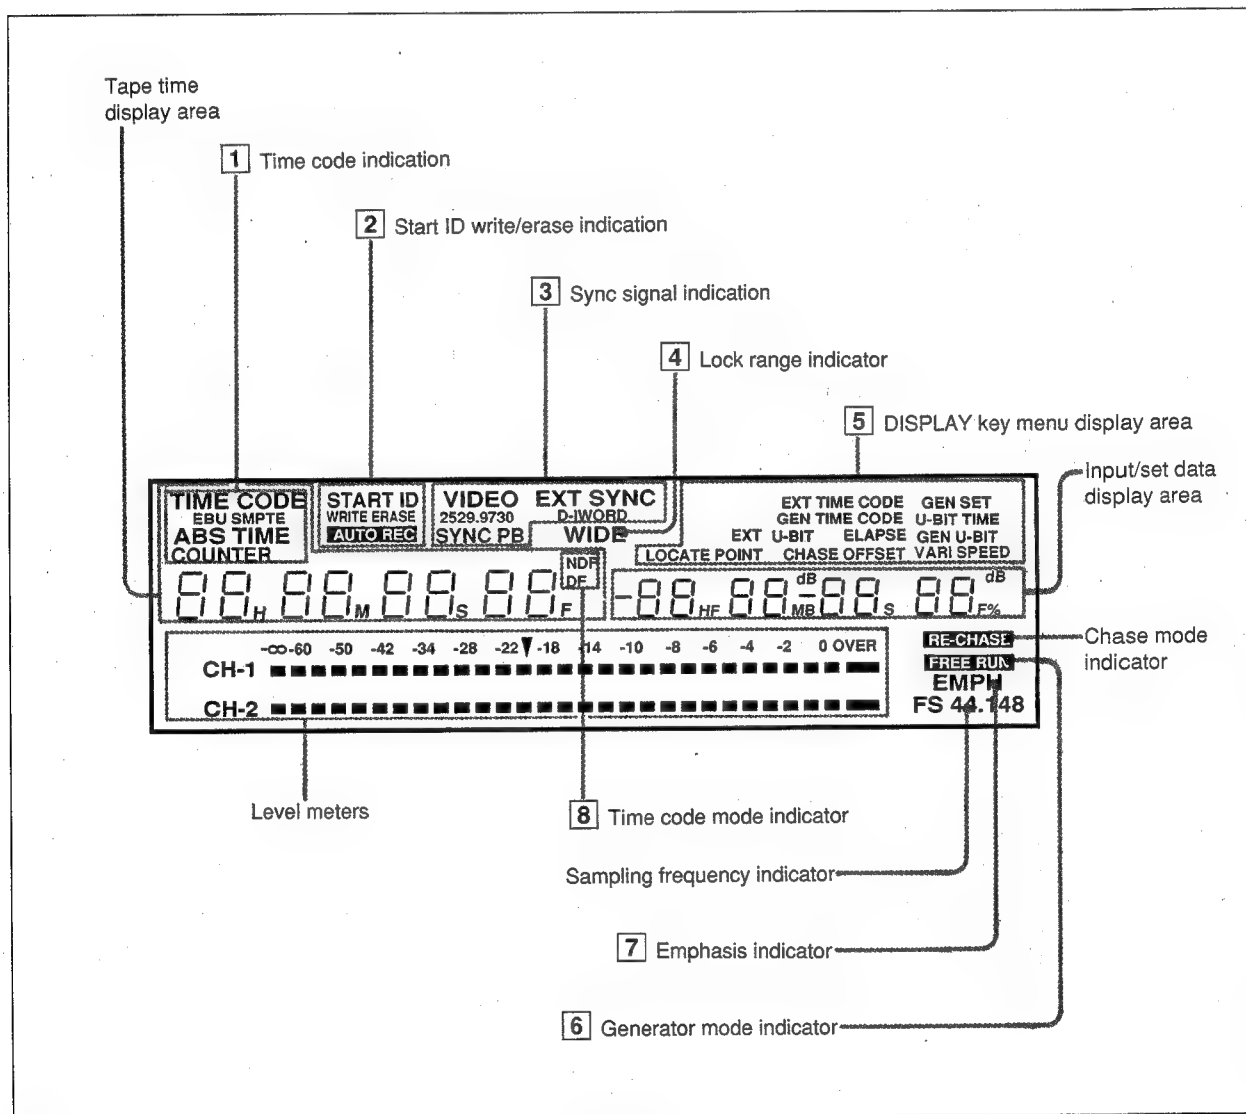 Tape time
display area
1 Time code indication
2 Start ID write/erase indication
3 Sync signal indication
4 Lock range indicator
5 DISPLAY key menu display area
Input/set data
display area
TIME CODE
EBU SMPTE
ABS TIME
COUNTER
START ID
WRITE ERASE
AUTO REC
VIDEO EXT SYNC
2529.9730 D-IWORD
SYNC PB WIDE
EXT TIME CODE GEN SET
GEN TIME CODE U-BIT TIME
EXT U-BIT ELAPSE GEN U-BIT
LOCATE POINT CHASE OFFSET VARI SPEED
NDF
DF
88H 88M 88S 88F
-88HF 88dB MB-88S 88dB F%
-∞-60 -50 -42 -34 -28 -22▼-18 -14 -10 -8 -6 -4 -2 0 OVER
CH-1
CH-2
RE-CHASE
FREE RUN
EMPH
FS 44.148
Chase mode
indicator
Level meters
8 Time code mode indicator
Sampling frequency indicator
7 Emphasis indicator
6 Generator mode indicator